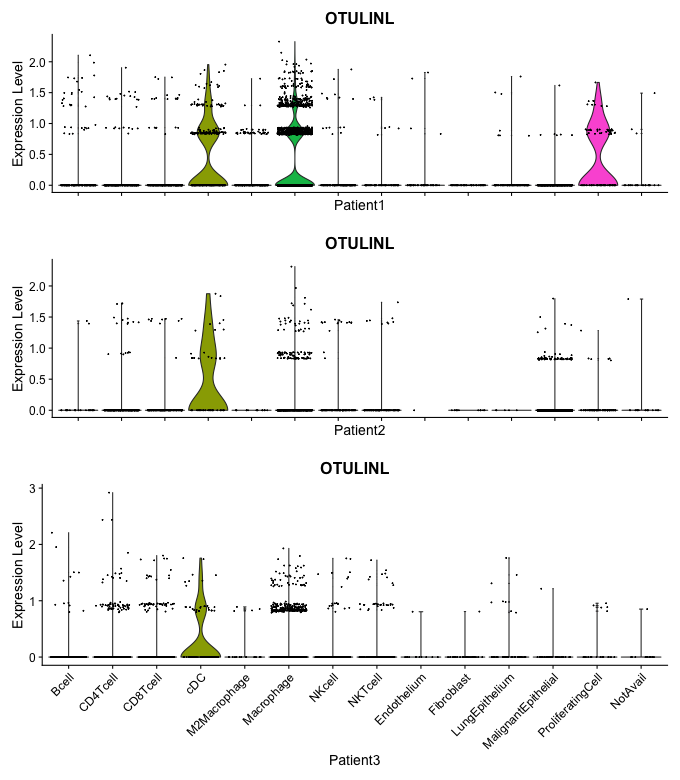 OTULINL
Expression Level
2.0
1.5
1.0
0.5
0.0
Patient1
OTULINL
Expression Level
2.0
1.5
1.0
0.5
0.0
Patient2
OTULINL
Expression Level
3
2
1
0
Bcell
CD4Tcell
CD8Tcell
cDC
M2Macrophage
Macrophage
NKcell
NKTcell
Endothelium
Fibroblast
LungEpithelium
MalignantEpithelial
ProliferatingCell
NotAvail
Patient3